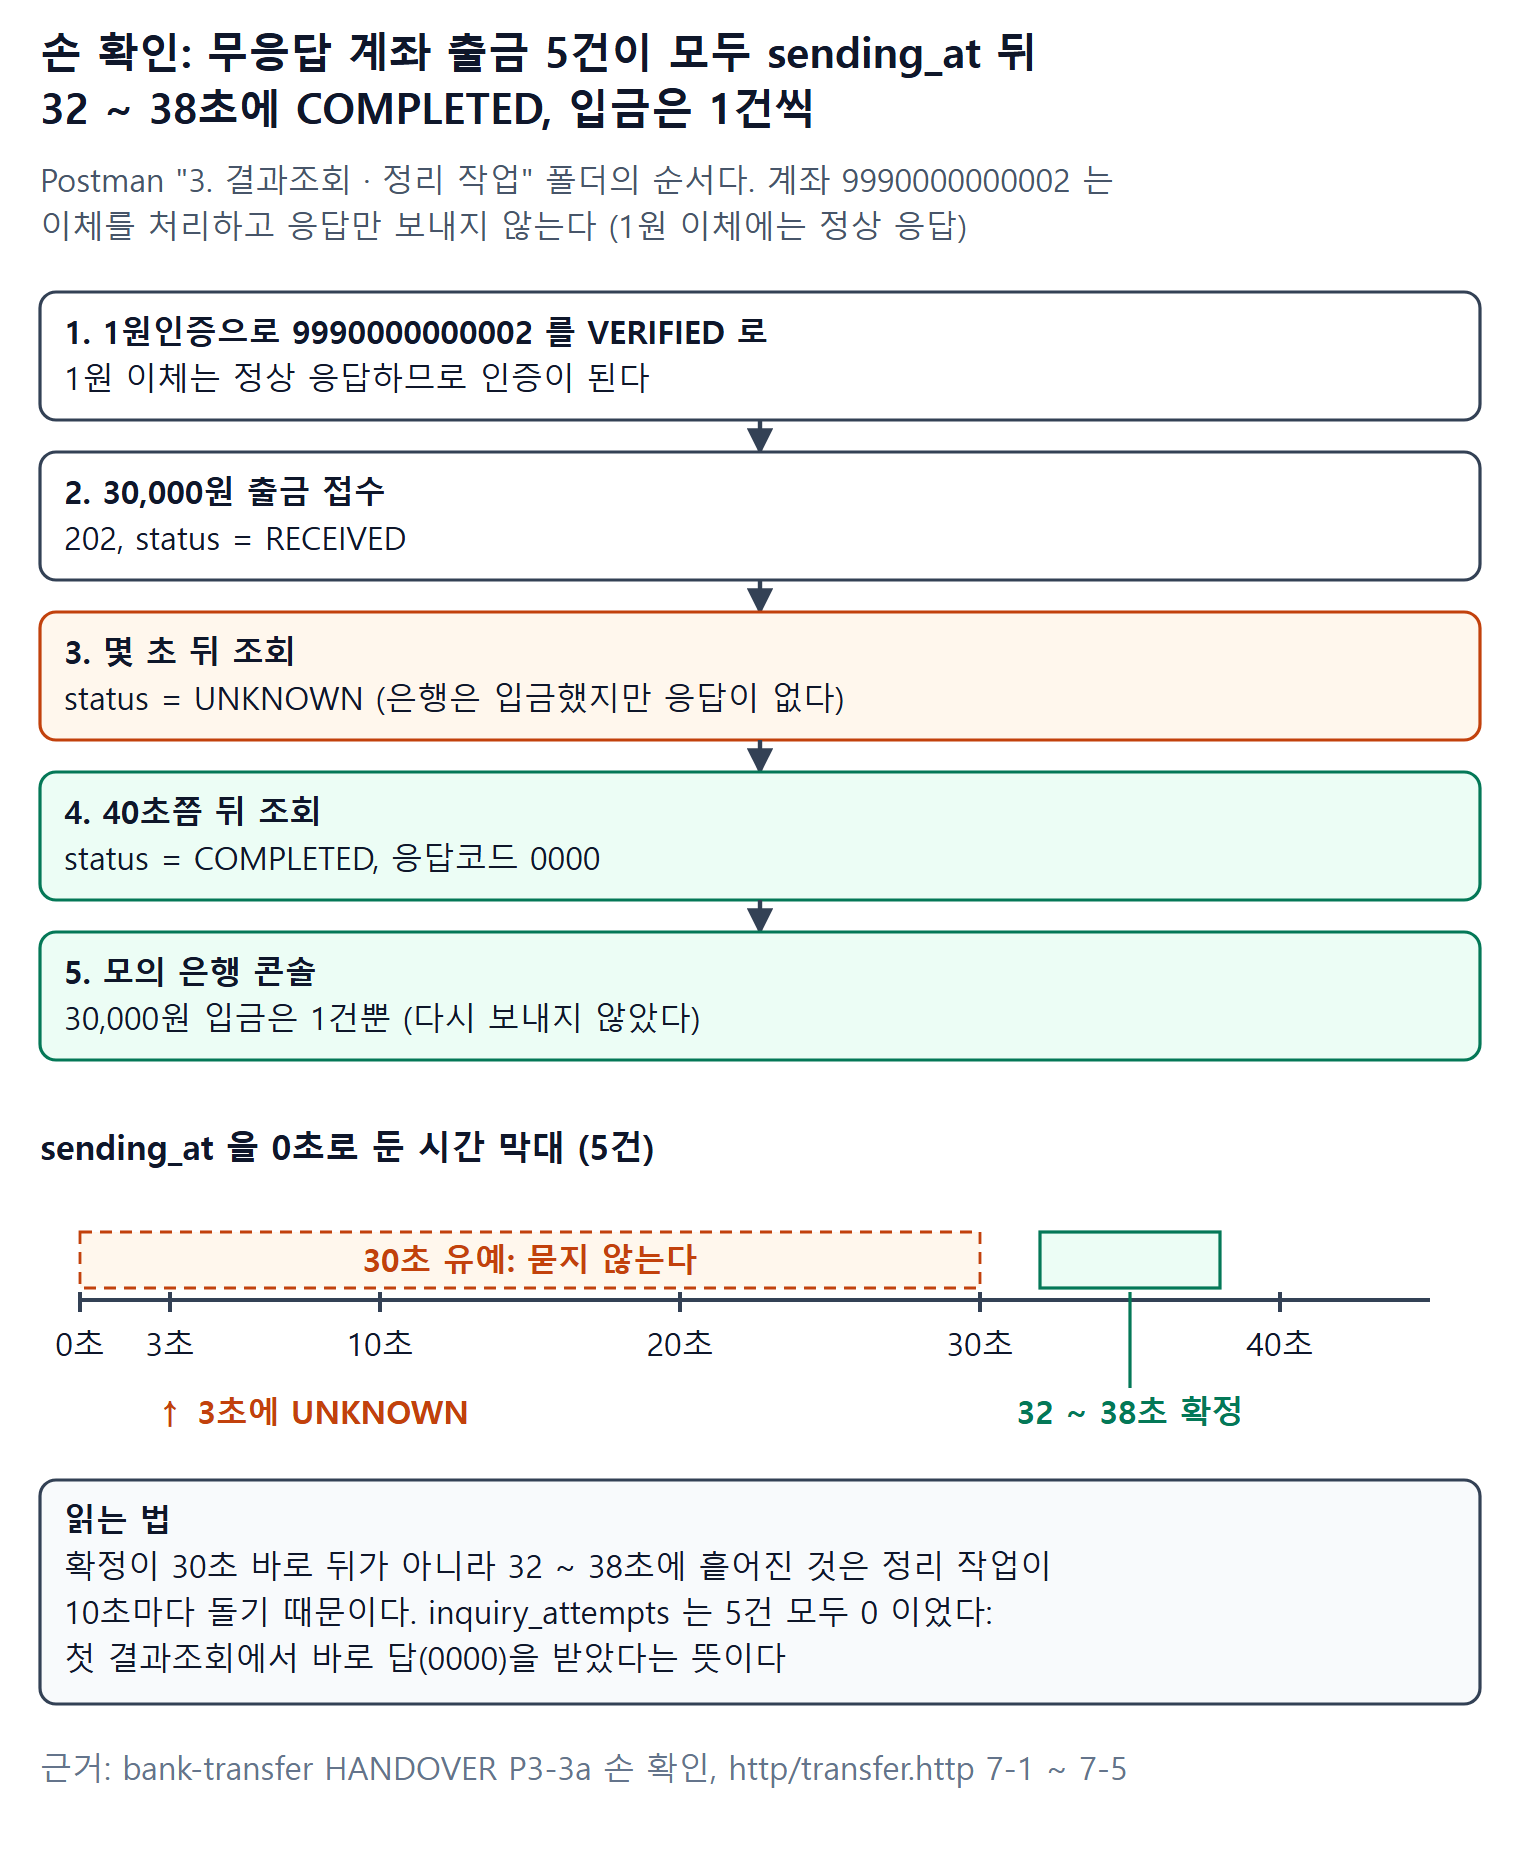 손 확인: 무응답 계좌 출금 5건이 모두 sending_at 뒤
32 ~ 38초에 COMPLETED, 입금은 1건씩
Postman "3. 결과조회 · 정리 작업" 폴더의 순서다. 계좌 9990000000002 는
이체를 처리하고 응답만 보내지 않는다 (1원 이체에는 정상 응답)
1. 1원인증으로 9990000000002 를 VERIFIED 로
1원 이체는 정상 응답하므로 인증이 된다
2. 30,000원 출금 접수
202, status = RECEIVED
3. 몇 초 뒤 조회
status = UNKNOWN (은행은 입금했지만 응답이 없다)
4. 40초쯤 뒤 조회
status = COMPLETED, 응답코드 0000
5. 모의 은행 콘솔
30,000원 입금은 1건뿐 (다시 보내지 않았다)
sending_at 을 0초로 둔 시간 막대 (5건)
30초 유예: 묻지 않는다
0초 3초 10초 20초 30초 40초
↑ 3초에 UNKNOWN
32 ~ 38초 확정
읽는 법
확정이 30초 바로 뒤가 아니라 32 ~ 38초에 흩어진 것은 정리 작업이
10초마다 돌기 때문이다. inquiry_attempts 는 5건 모두 0 이었다:
첫 결과조회에서 바로 답(0000)을 받았다는 뜻이다
근거: bank-transfer HANDOVER P3-3a 손 확인, http/transfer.http 7-1 ~ 7-5